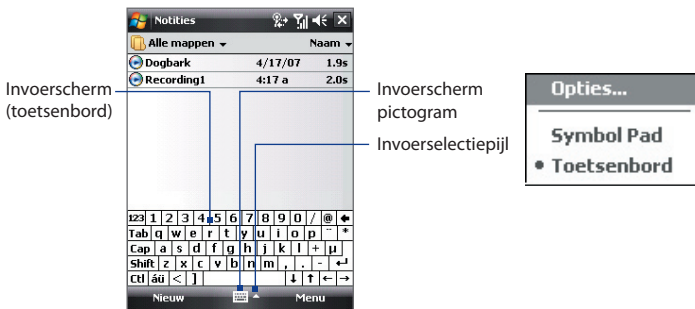 Notities
Alle mappen
Naam
Dogbark 4/17/07 1.9s
Recording1 4:17 a 2.0s
Invoerscherm
(toetsenbord)
Invoerscherm
pictogram
Invoerselectiepijl
123 1 2 3 4 5 6 7 8 9 0 / @
Tab q w e r t y u i o p ¨ *
Cap a s d f g h j k l + µ
Shift z x c v b n m , . - ↵
Ctl áü < ] ↓ ↑ ← →
Nieuw Menu
Opties...
Symbol Pad
• Toetsenbord